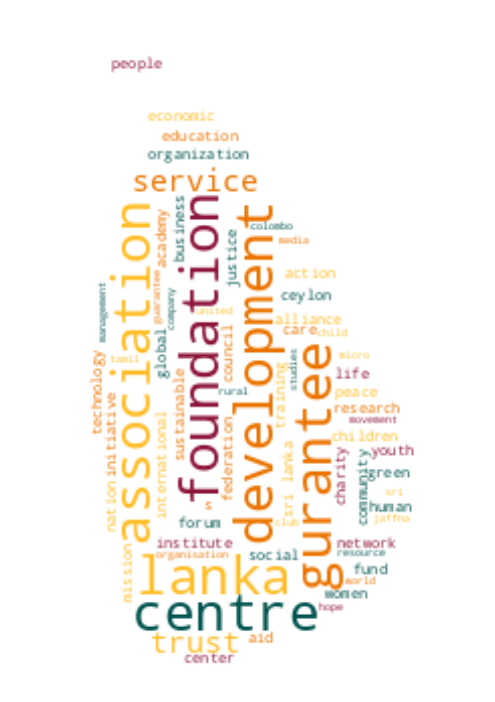 people
economic
education
organization
service
association
foundation
development
gurantee
business
academy
justice
colombo
media
management
guarantee
company
united
action
ceylon
alliance
care
child
global
tamil
council
studies
micro
technology
initiative
sustainable
rural
training
life
peace
research
movement
nation
international
federation
sri lanka
charity
children
community
youth
green
sri
human
jaffna
s
club
forum
institute
organisation
social
network
resource
mission
lanka
fund
world
women
centre
hope
trust
aid
center